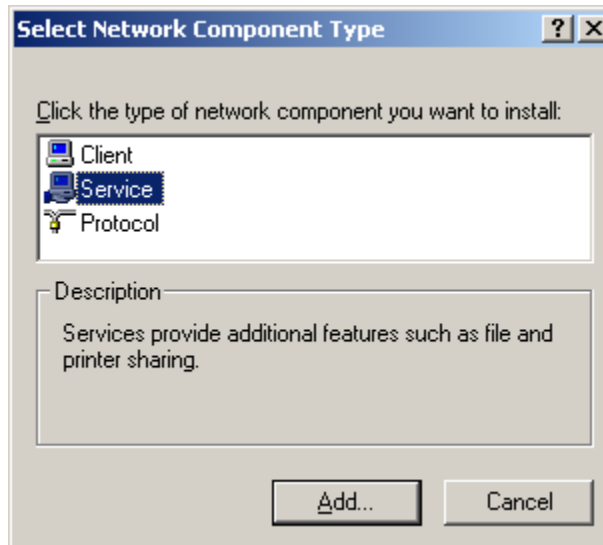 Select Network Component Type
Click the type of network component you want to install:
Client
Service
Protocol
Description
Services provide additional features such as file and
printer sharing.
Add... Cancel